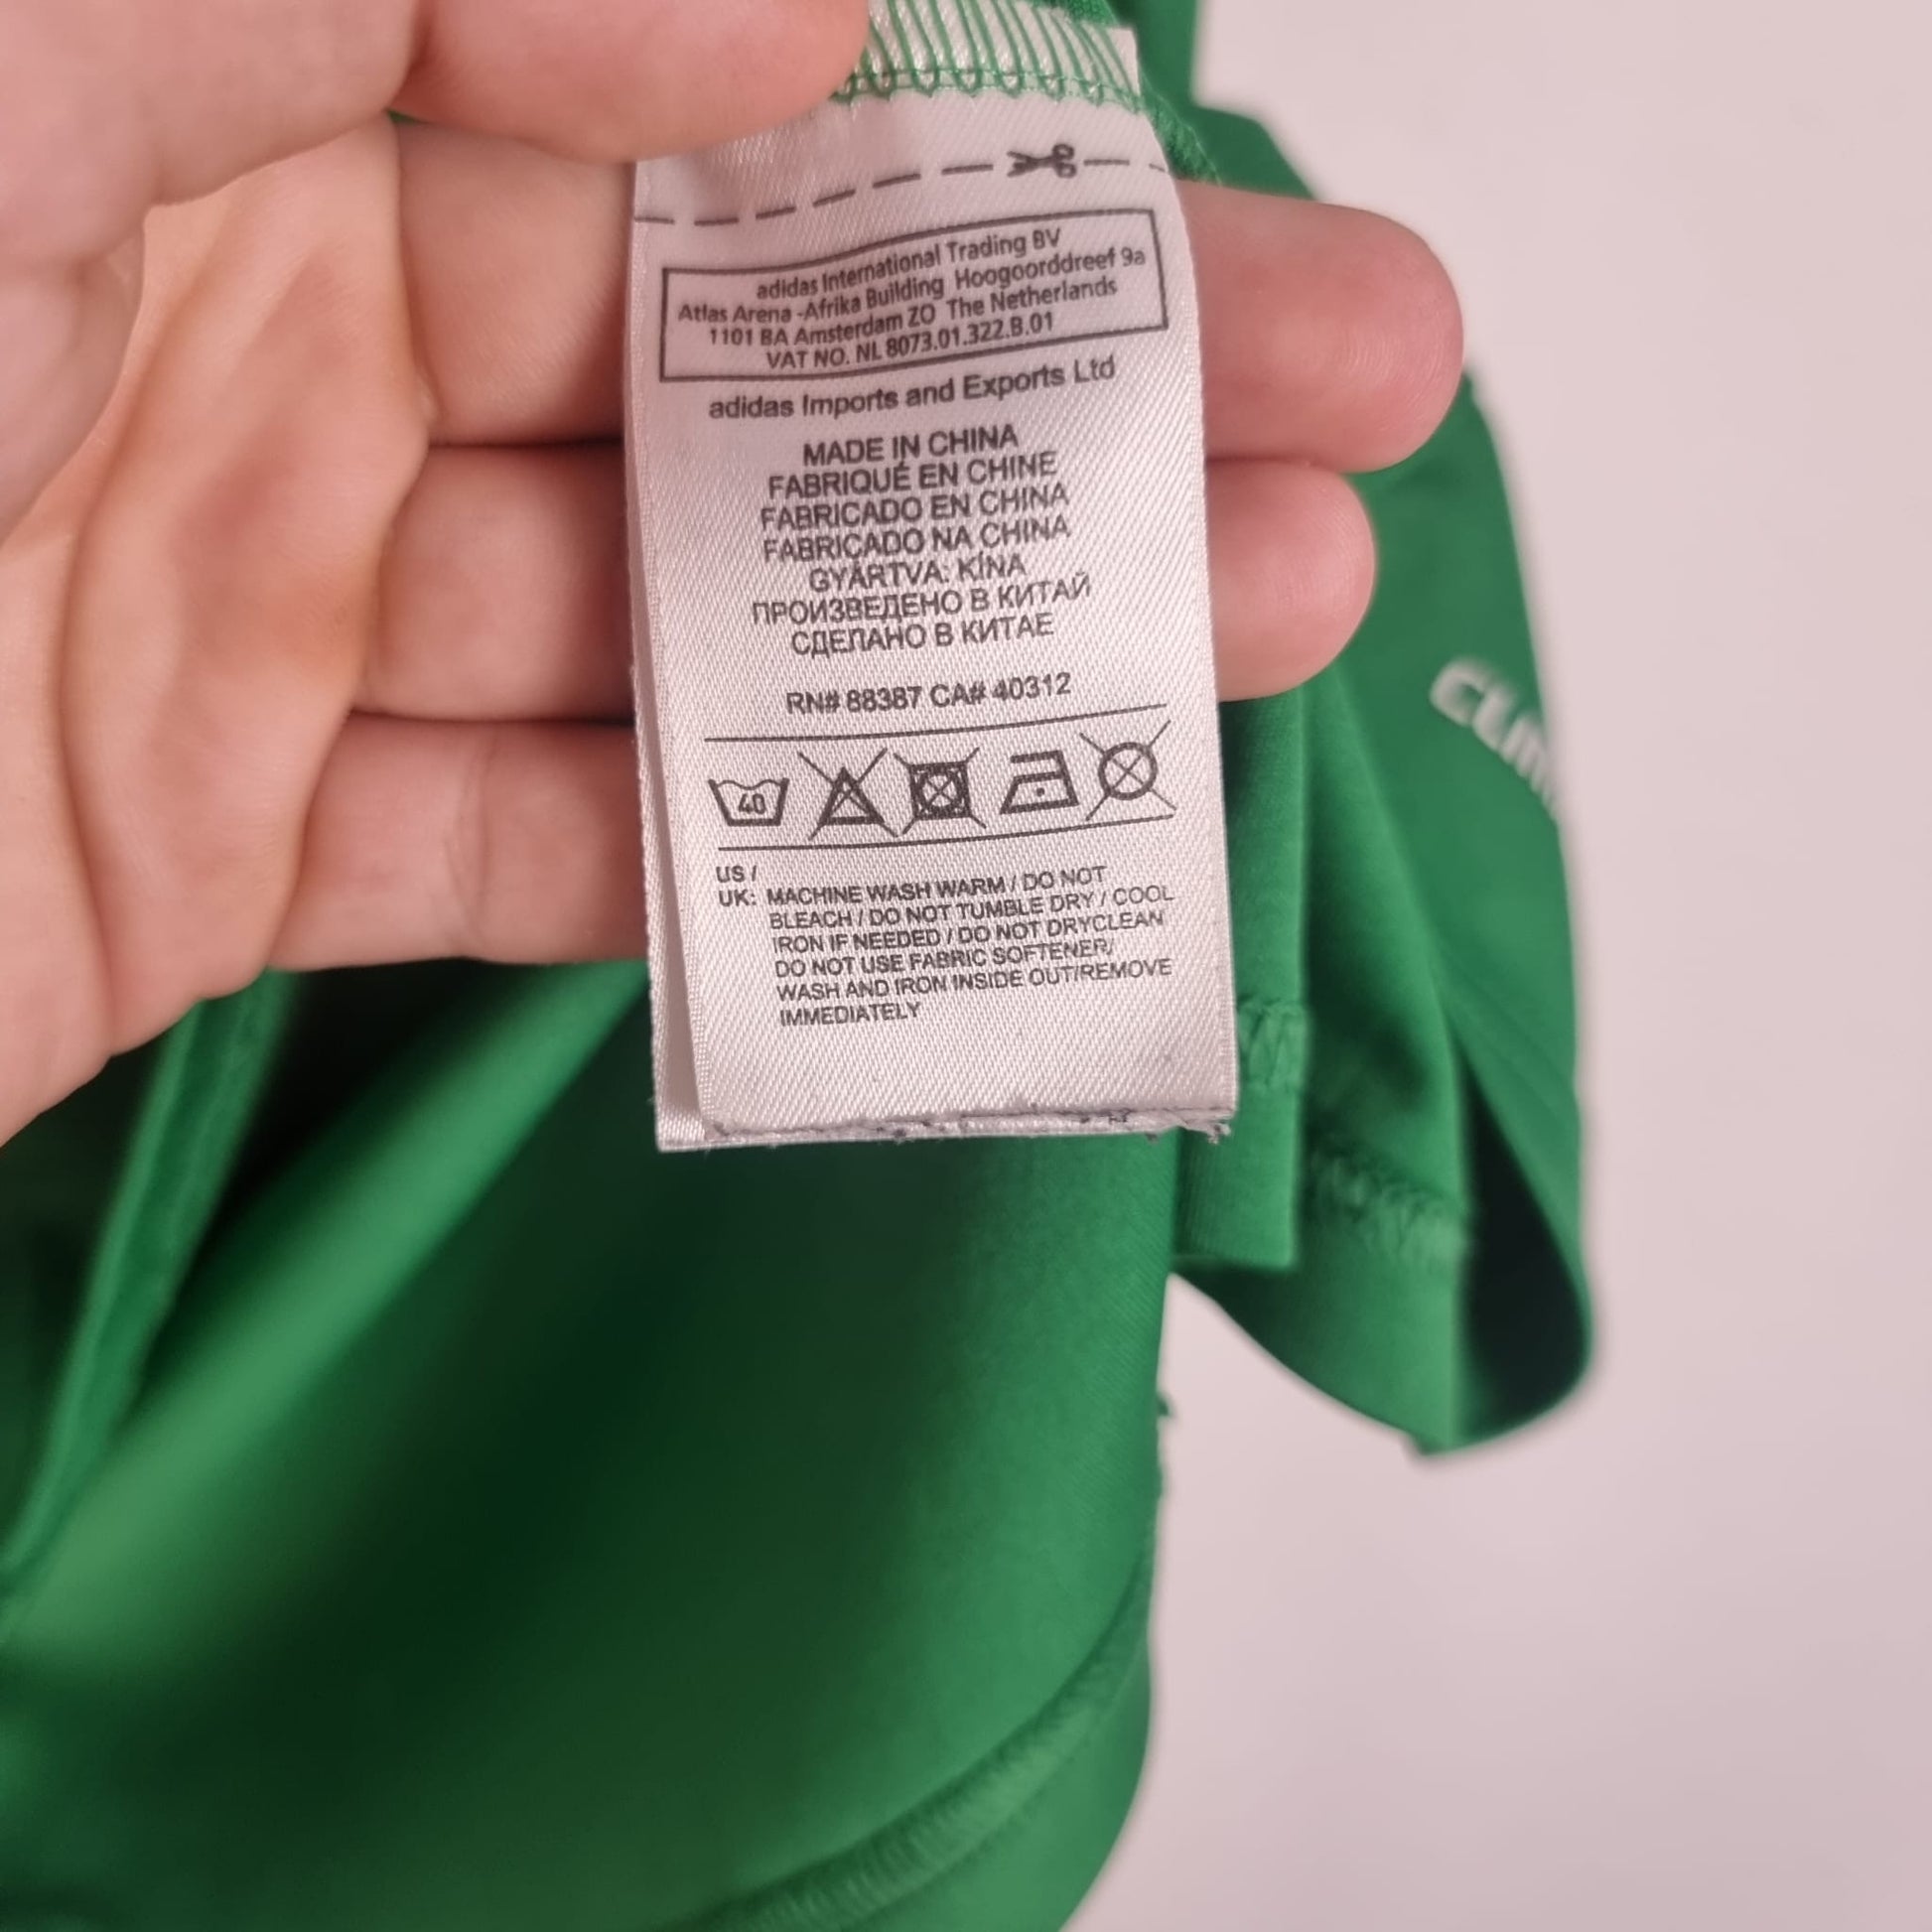 adidas International Trading BV
Atlas Arena -Afrika Building Hoogoorddreef 9a
1101 BA Amsterdam ZO The Netherlands
VAT NO. NL 8073.01.322.B.01
adidas Imports and Exports Ltd
MADE IN CHINA
FABRIQUÉ EN CHINE
FABRICADO EN CHINA
FABRICADO NA CHINA
GYÁRTVA: KÍNA
ПРОИЗВЕДЕНО В КИТАЙ
СДЕЛАНО В КИТАЕ
RN# 88387 CA# 40312
40
US /
UK: MACHINE WASH WARM / DO NOT
BLEACH / DO NOT TUMBLE DRY / COOL
IRON IF NEEDED / DO NOT DRYCLEAN
DO NOT USE FABRIC SOFTENER/
WASH AND IRON INSIDE OUT/REMOVE
IMMEDIATELY